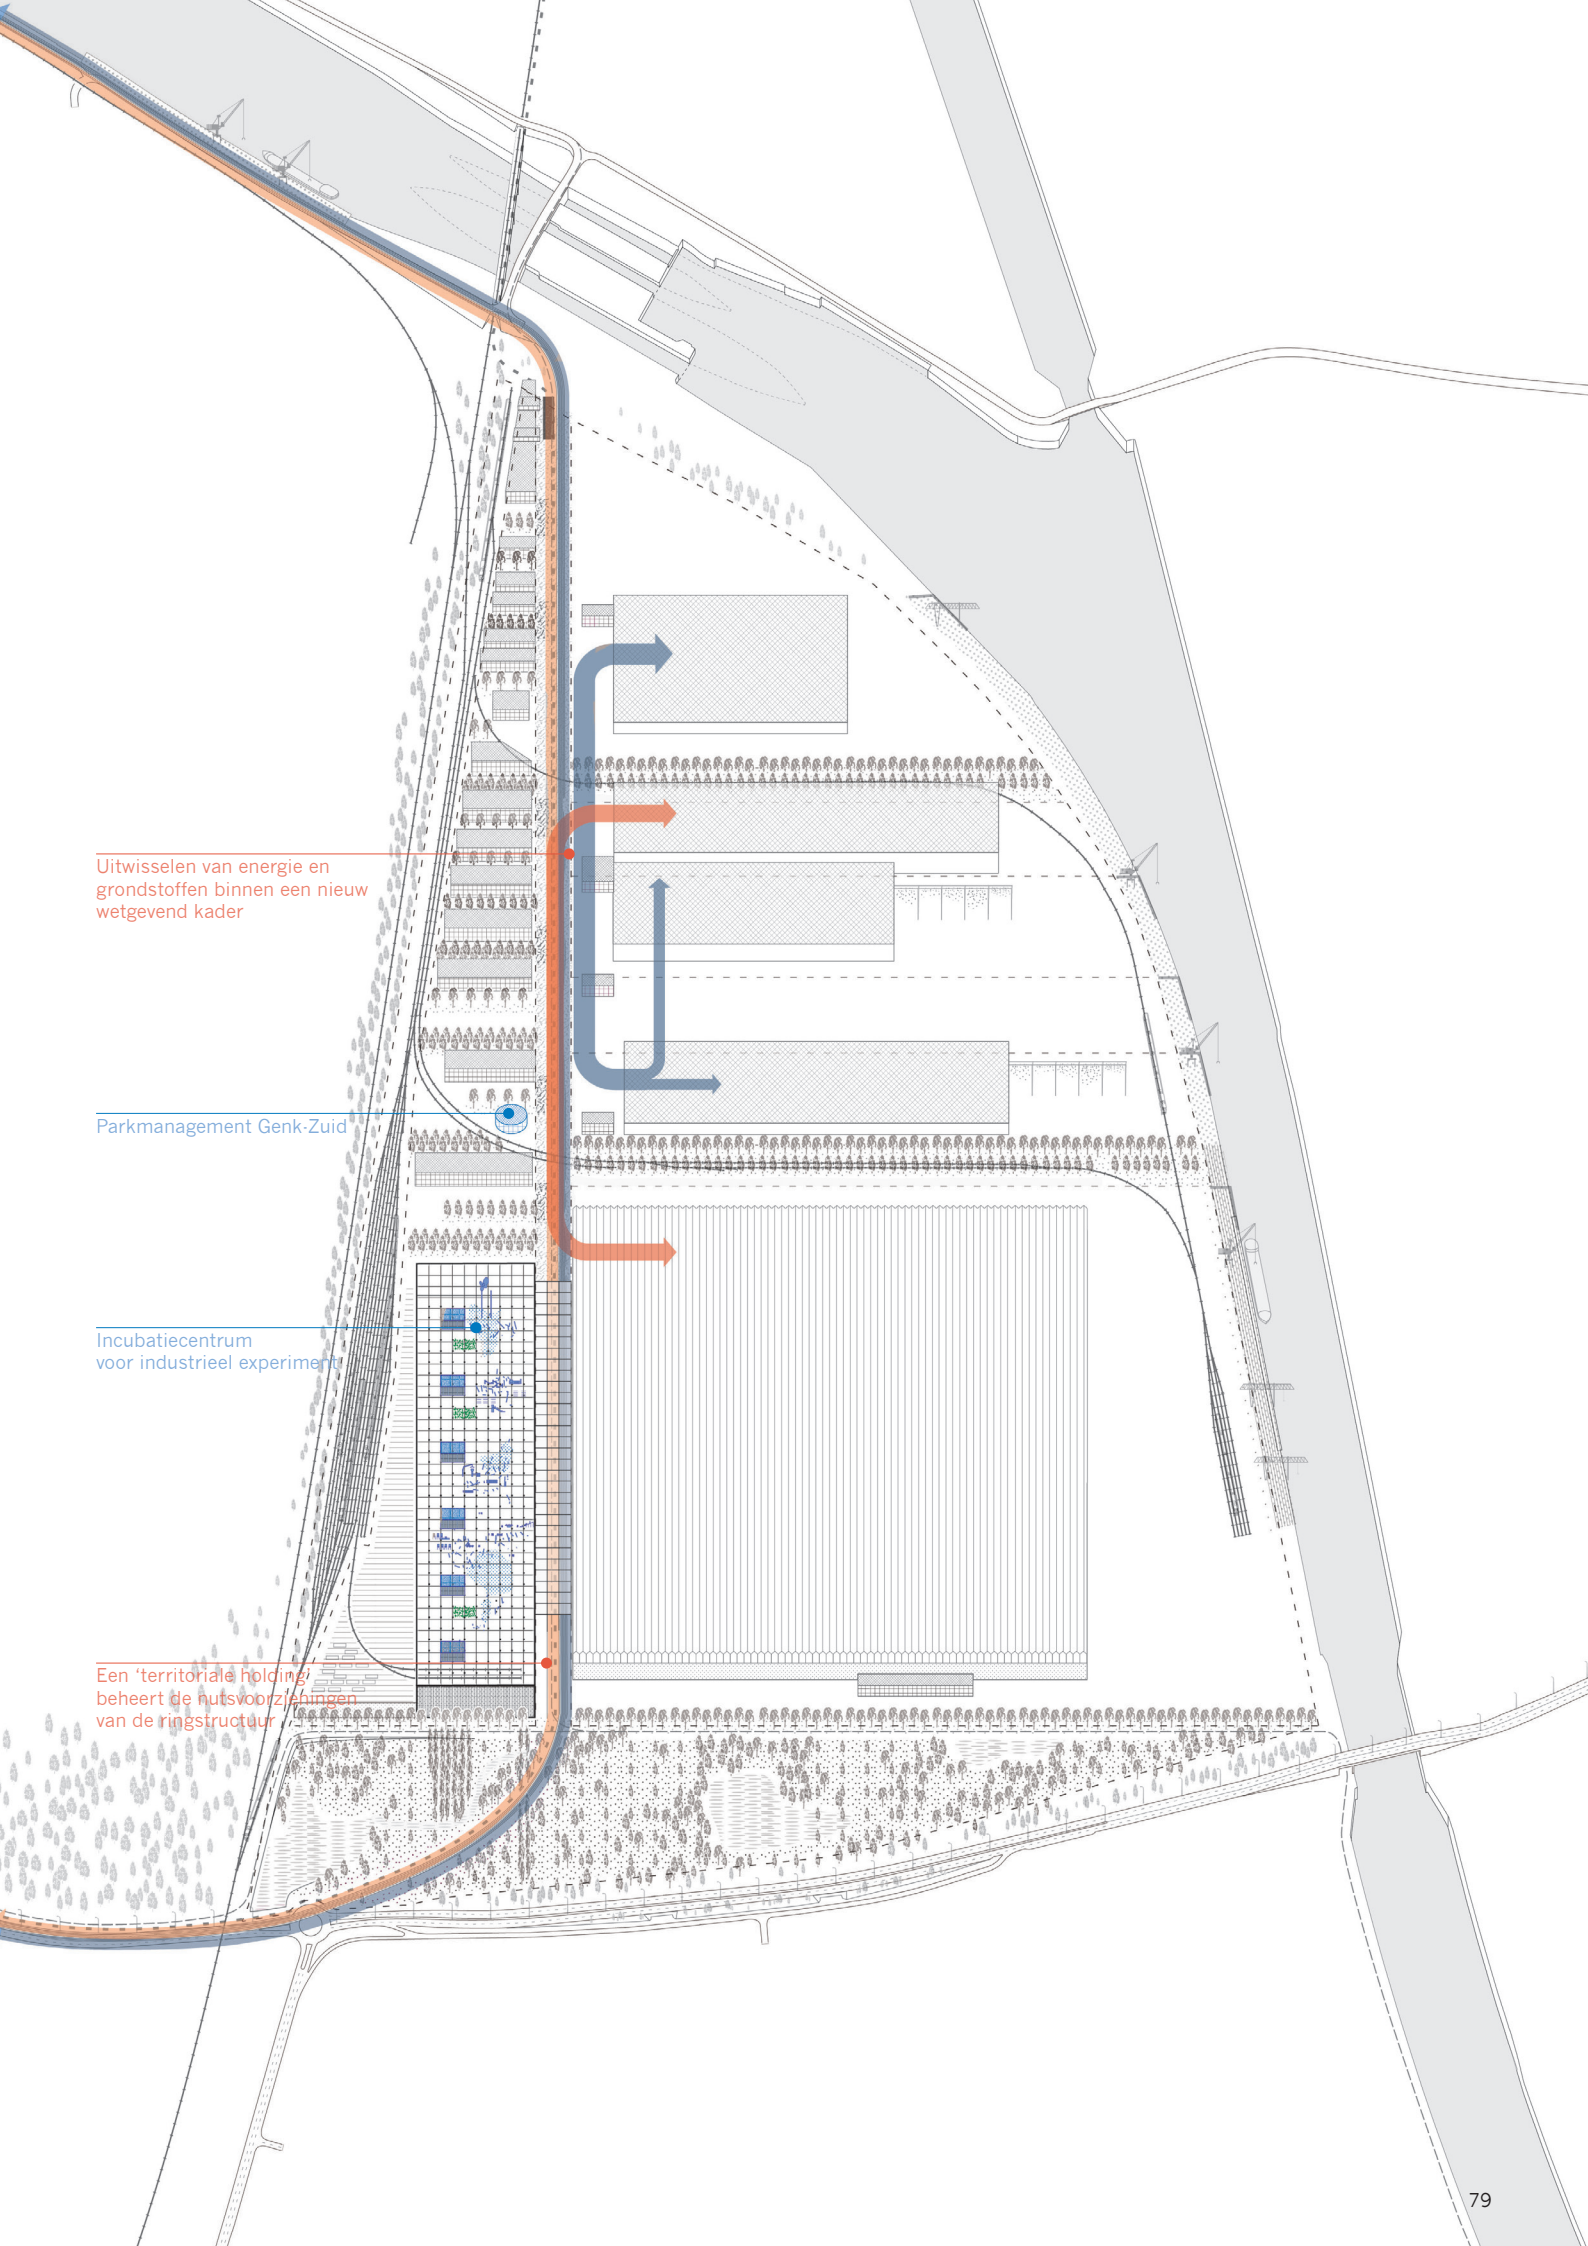 Uitwisselen van energie en
grondstoffen binnen een nieuw
wetgevend kader
Parkmanagement Genk-Zuid
Incubatiecentrum
voor industrieel experiment
Een ‘territoriale holding’
beheert de nutsvoorzieningen
van de ringstructuur
79